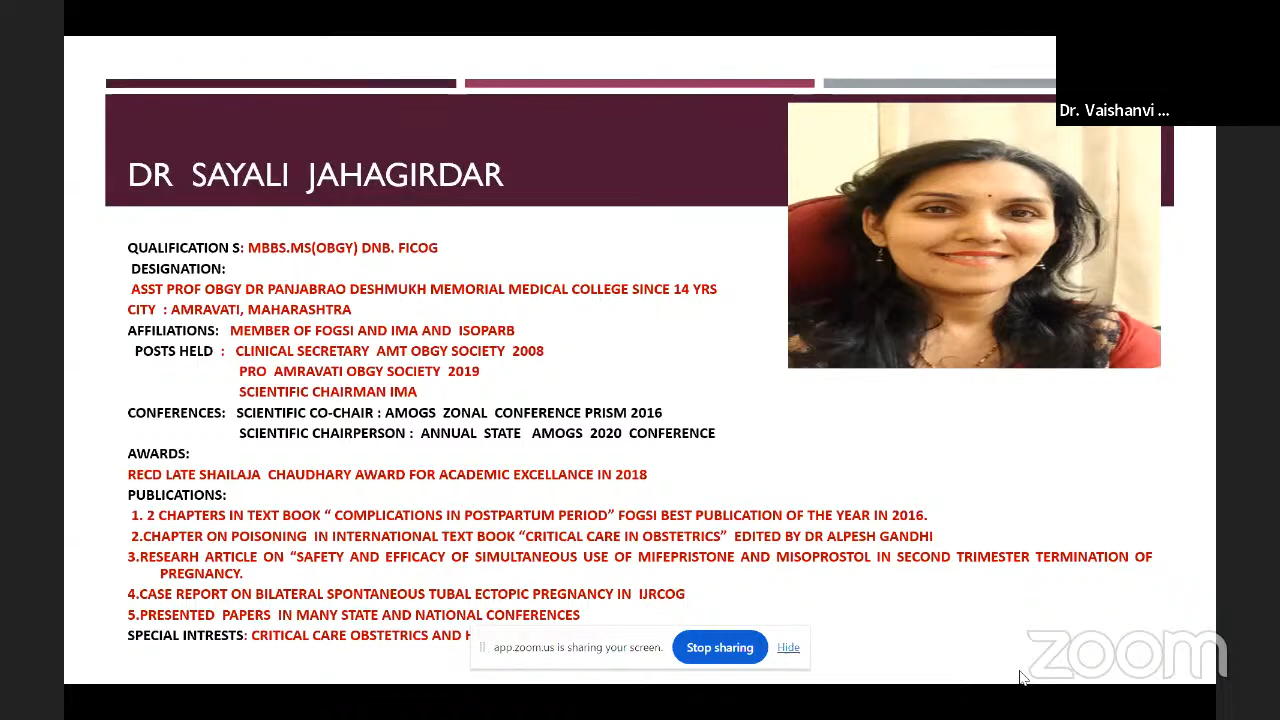 Dr. Vaishanvi ...
DR SAYALI JAHAGIRDAR
QUALIFICATION S: MBBS.MS(OBGY) DNB. FICOG
DESIGNATION:
ASST PROF OBGY DR PANJABRAO DESHMUKH MEMORIAL MEDICAL COLLEGE SINCE 14 YRS
CITY : AMRAVATI, MAHARASHTRA
AFFILIATIONS: MEMBER OF FOGSI AND IMA AND ISOPARB
POSTS HELD : CLINICAL SECRETARY AMT OBGY SOCIETY 2008
PRO AMRAVATI OBGY SOCIETY 2019
SCIENTIFIC CHAIRMAN IMA
CONFERENCES: SCIENTIFIC CO-CHAIR : AMOGS ZONAL CONFERENCE PRISM 2016
SCIENTIFIC CHAIRPERSON : ANNUAL STATE AMOGS 2020 CONFERENCE
AWARDS:
RECD LATE SHAILAJA CHAUDHARY AWARD FOR ACADEMIC EXCELLANCE IN 2018
PUBLICATIONS:
1. 2 CHAPTERS IN TEXT BOOK “ COMPLICATIONS IN POSTPARTUM PERIOD” FOGSI BEST PUBLICATION OF THE YEAR IN 2016.
2.CHAPTER ON POISONING IN INTERNATIONAL TEXT BOOK “CRITICAL CARE IN OBSTETRICS” EDITED BY DR ALPESH GANDHI
3.RESEARH ARTICLE ON “SAFETY AND EFFICACY OF SIMULTANEOUS USE OF MIFEPRISTONE AND MISOPROSTOL IN SECOND TRIMESTER TERMINATION OF
PREGNANCY.
4.CASE REPORT ON BILATERAL SPONTANEOUS TUBAL ECTOPIC PREGNANCY IN IJRCOG
5.PRESENTED PAPERS IN MANY STATE AND NATIONAL CONFERENCES
SPECIAL INTRESTS: CRITICAL CARE OBSTETRICS AND
app.zoom.us is sharing your screen. Stop sharing Hide
zoom